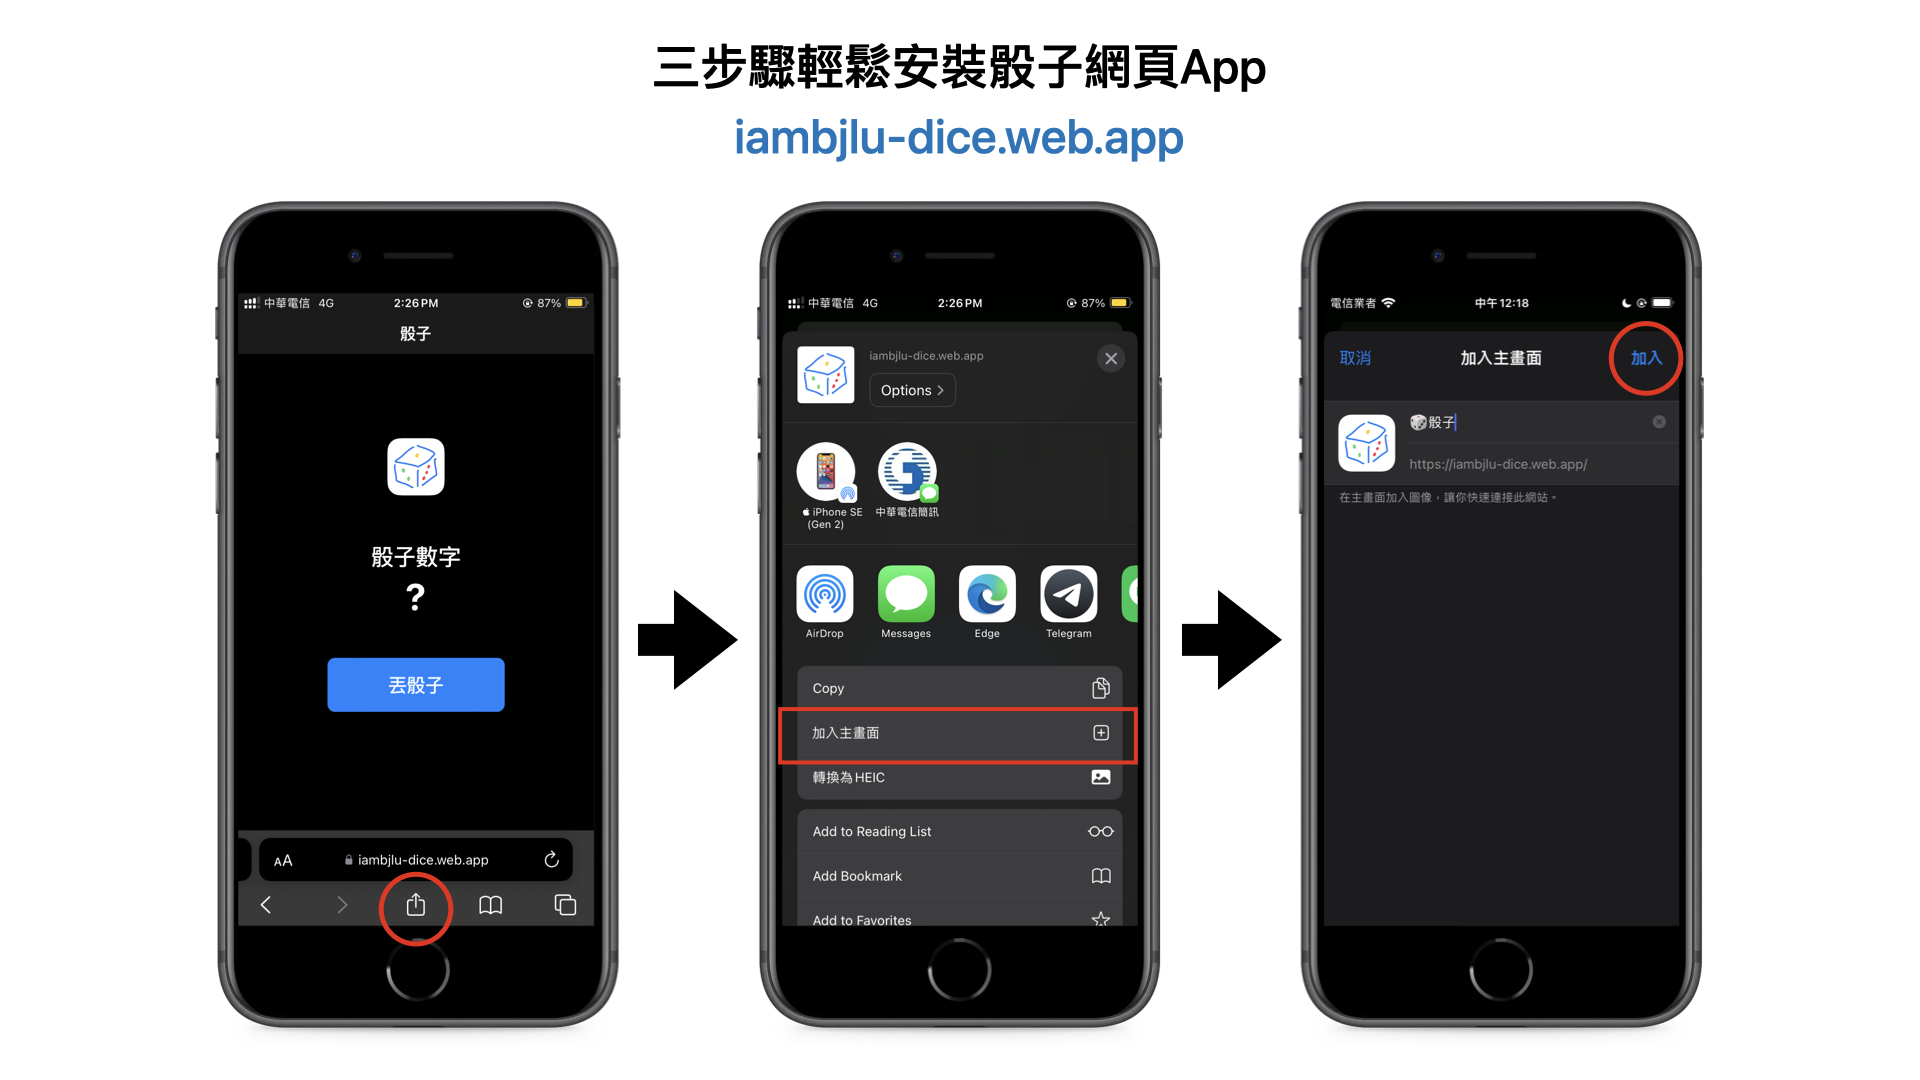 三步驟輕鬆安裝骰子網頁App
iambjlu-dice.web.app
中華電信 4G 2:26 PM 87%
骰子
骰子數字
?
丟骰子
AA iambjlu-dice.web.app
中華電信 4G 2:26 PM 87%
iambjlu-dice.web.app
Options
iPhone SE
(Gen 2)
中華電信簡訊
AirDrop
Messages
Edge
Telegram
Copy
加入主畫面
轉換為 HEIC
Add to Reading List
Add Bookmark
Add to Favorites
電信業者 中午12:18
取消 加入主畫面 加入
🎲骰子
https://iambjlu-dice.web.app/
在主畫面加入圖像，讓你快速連接此網站。